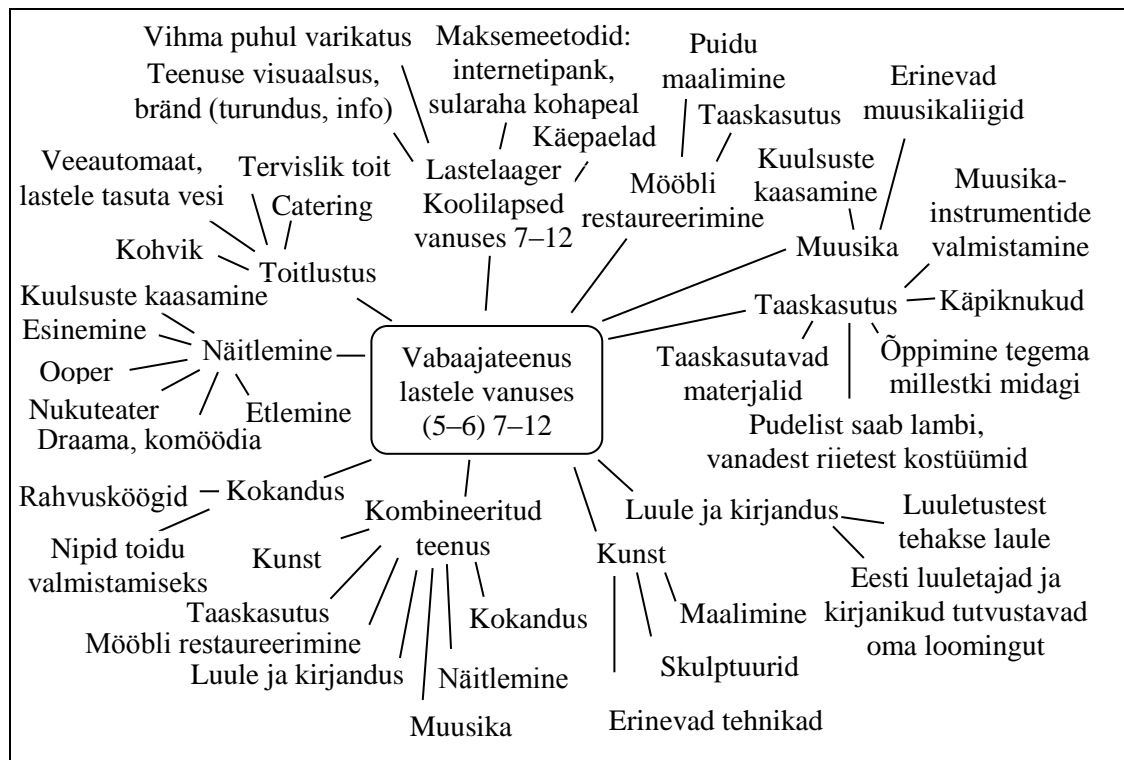 Vihma puhul varikatus
Teenuse visuaalsus,
bränd (turundus, info)
Maksemeetodid:
internetipank,
sularaha kohapeal
Käepaelad
Lastelaager
Koolilapsed
vanuses 7–12
Puidu
maalimine
Taaskasutus
Mööbli
restaureerimine
Erinevad
muusikaliigid
Kuulsuste
kaasamine
Muusika
Veeautomaat,
lastele tasuta vesi
Tervislik toit
Catering
Kohvik
Toitlustus
Muusika-
instrumentide
valmistamine
Taaskasutus
Käpiknukud
Taaskasutavad
materjalid
Õppimine tegema
millestki midagi
Pudelist saab lambi,
vanadest riietest kostüümid
Kuulsuste kaasamine
Esinemine
Näitlemine
Ooper
Nukuteater
Draama, komöödia
Etlemine
Vabaajateenus
lastele vanuses
(5–6) 7–12
Rahvusköögid
Kokandus
Nipid toidu
valmistamiseks
Kombineeritud
teenus
Kunst
Taaskasutus
Mööbli restaureerimine
Luule ja kirjandus
Muusika
Näitlemine
Kokandus
Kunst
Maalimine
Skulptuurid
Erinevad tehnikad
Luule ja kirjandus
Luuletustest
tehakse laule
Eesti luuletajad ja
kirjanikud tutvustavad
oma loomingut